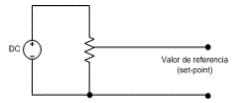 DC
Valor de referencia
(set-point)